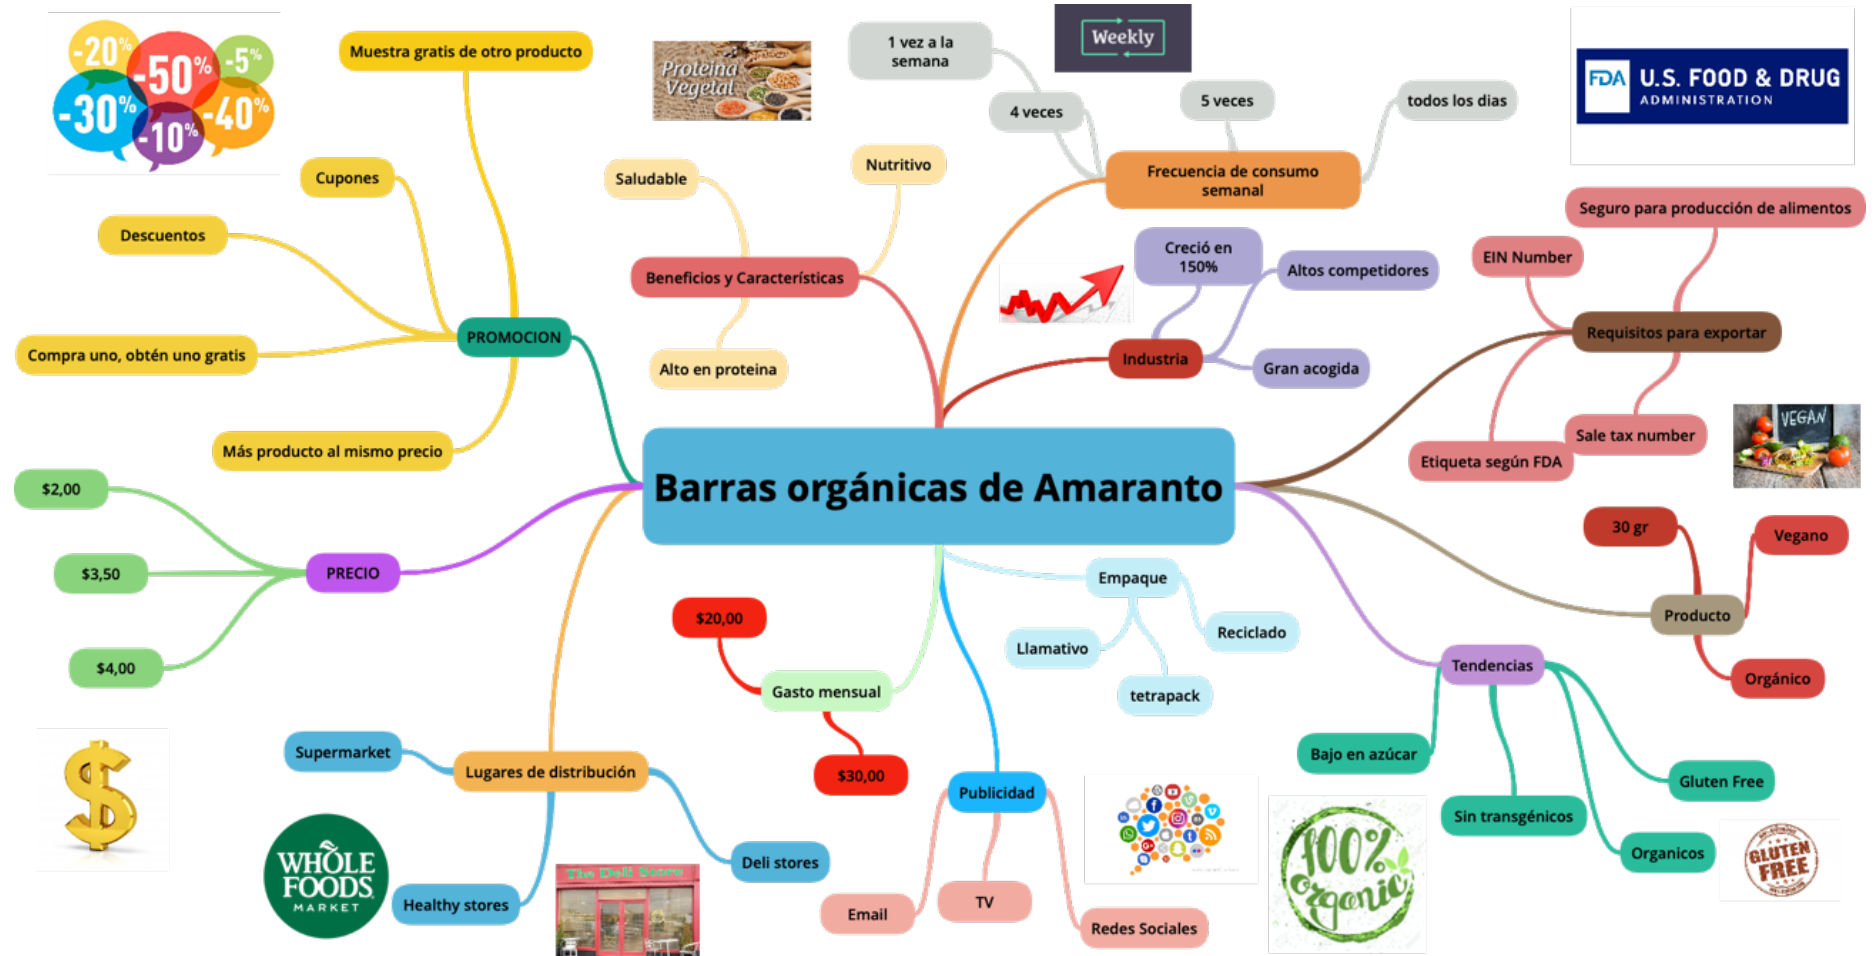 -20%
-50%
-5%
-30%
-10%
-40%
Muestra gratis de otro producto
Cupones
Descuentos
Compra uno, obtén uno gratis
Más producto al mismo precio
PROMOCION
Proteina
Vegetal
Saludable
Nutritivo
Beneficios y Características
Alto en proteina
1 vez a la
semana
Weekly
4 veces
5 veces
todos los dias
Frecuencia de consumo
semanal
Creció en
150%
Altos competidores
Industria
Gran acogida
FDA
U.S. FOOD & DRUG
ADMINISTRATION
Seguro para producción de alimentos
EIN Number
Requisitos para exportar
Sale tax number
Etiqueta según FDA
VEGAN
Barras orgánicas de Amaranto
$2,00
$3,50
$4,00
PRECIO
30 gr
Vegano
Producto
Orgánico
Empaque
Llamativo
Reciclado
tetrapack
$20,00
Gasto mensual
$30,00
Tendencias
Bajo en azúcar
Gluten Free
Sin transgénicos
Organicos
Supermarket
Lugares de distribución
Deli stores
Healthy stores
WHOLE
FOODS
MARKET
The Deli Store
Publicidad
Email
TV
Redes Sociales
100%
organic
GLUTEN
FREE